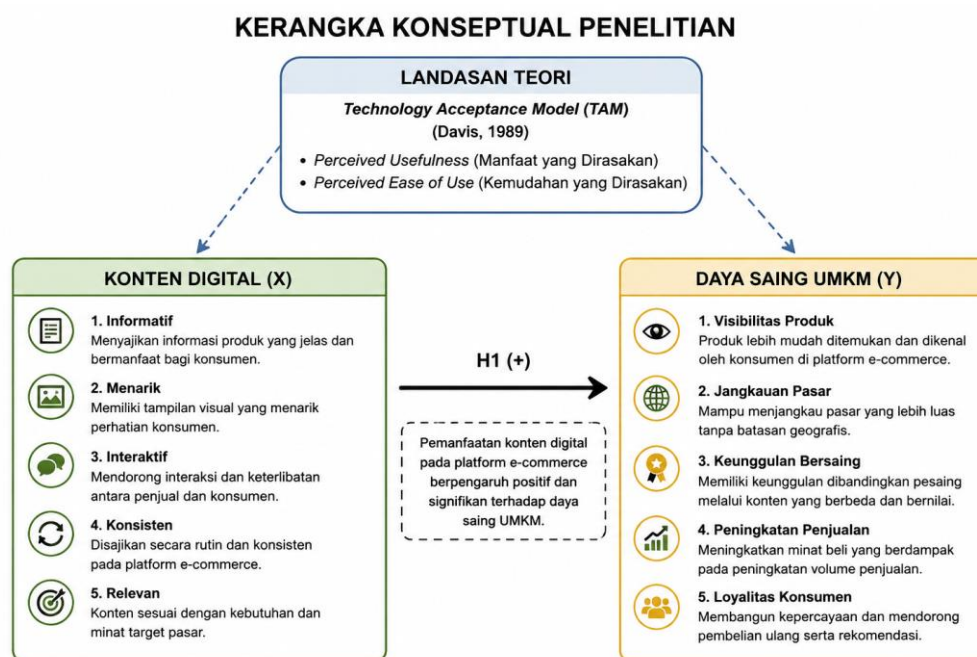 KERANGKA KONSEPTUAL PENELITIAN
LANDASAN TEORI
Technology Acceptance Model (TAM)
(Davis, 1989)
• Perceived Usefulness (Manfaat yang Dirasakan)
• Perceived Ease of Use (Kemudahan yang Dirasakan)
KONTEN DIGITAL (X)
1. Informatif
Menyajikan informasi produk yang jelas dan
bermanfaat bagi konsumen.
2. Menarik
Memiliki tampilan visual yang menarik
perhatian konsumen.
3. Interaktif
Mendorong interaksi dan keterlibatan
antara penjual dan konsumen.
4. Konsisten
Disajikan secara rutin dan konsisten
pada platform e-commerce.
5. Relevan
Konten sesuai dengan kebutuhan dan
minat target pasar.
H1 (+)
Pemanfaatan konten digital
pada platform e-commerce
berpengaruh positif dan
signifikan terhadap daya
saing UMKM.
DAYA SAING UMKM (Y)
1. Visibilitas Produk
Produk lebih mudah ditemukan dan dikenal
oleh konsumen di platform e-commerce.
2. Jangkauan Pasar
Mampu menjangkau pasar yang lebih luas
tanpa batasan geografis.
3. Keunggulan Bersaing
Memiliki keunggulan dibandingkan pesaing
melalui konten yang berbeda dan bernilai.
4. Peningkatan Penjualan
Meningkatkan minat beli yang berdampak
pada peningkatan volume penjualan.
5. Loyalitas Konsumen
Membangun kepercayaan dan mendorong
pembelian ulang serta rekomendasi.